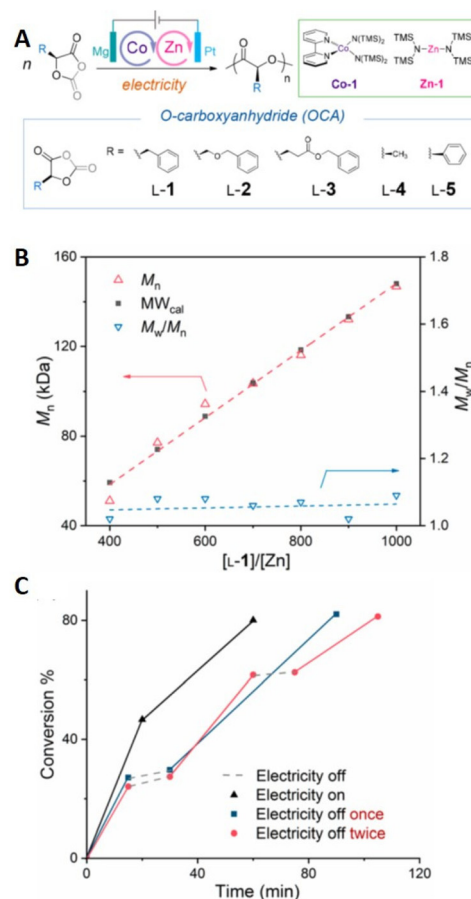 A
n
R
O
O
O
O
O
Mg
Co
Zn
Pt
electricity
O
O
R
n
N
N
Co
N(TMS)2
N(TMS)2
Co-1
TMS
TMS
N-Zn-N
TMS
TMS
Zn-1
O-carboxyanhydride (OCA)
O
O
O
O
R
R =
O
O
O
CH3
L-1
L-2
L-3
L-4
L-5
B
160
120
80
40
Mn (kDa)
Mn
MWcal
Mw/Mn
1.8
1.7
1.4
1.2
1.0
Mw/Mn
400
600
800
1000
[L-1]/[Zn]
C
80
40
0
Conversion %
Electricity off
Electricity on
Electricity off once
Electricity off twice
0
40
80
120
Time (min)